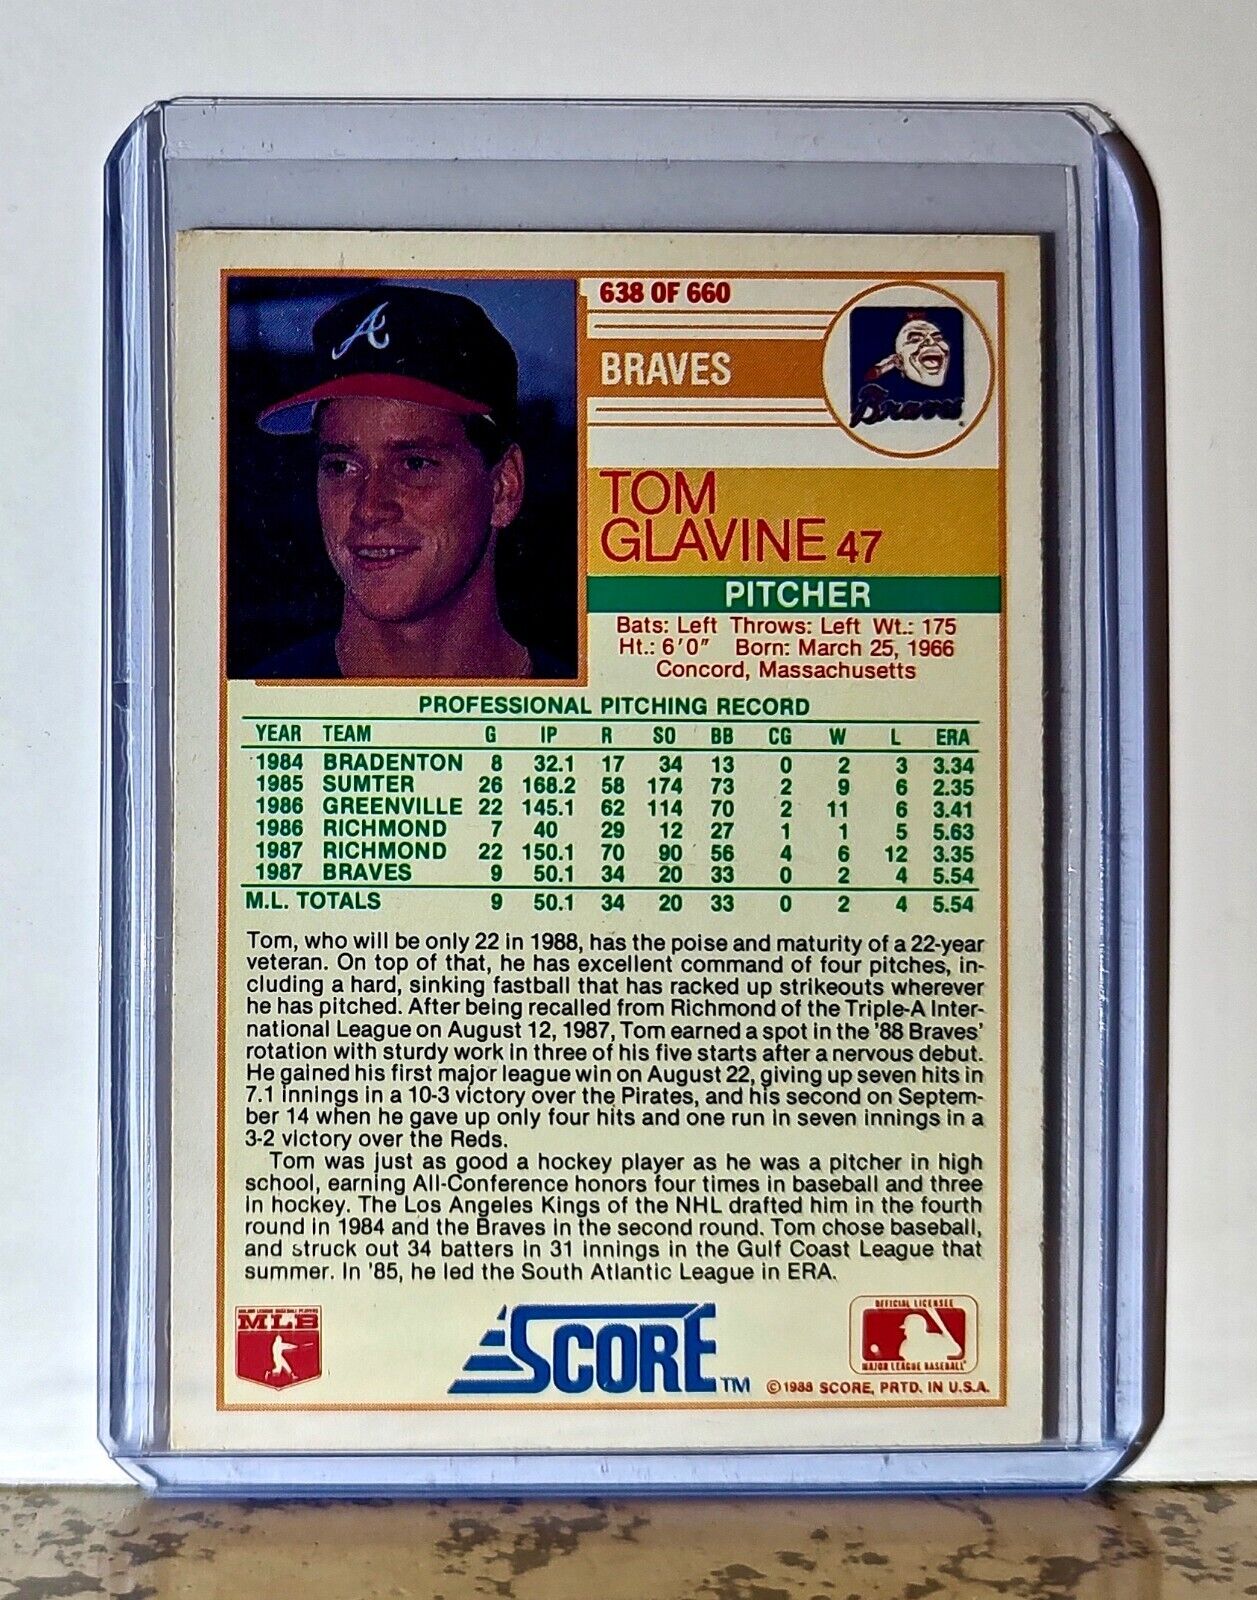 638 OF 660
BRAVES
Braves
TOM
GLAVINE 47
PITCHER
Bats: Left Throws: Left Wt.: 175
Ht.: 6'0" Born: March 25, 1966
Concord, Massachusetts
PROFESSIONAL PITCHING RECORD
YEAR TEAM G IP R SO BB CG W L ERA
1984 BRADENTON 8 32.1 17 34 13 0 2 3 3.34
1985 SUMTER 26 168.2 58 174 73 2 9 6 2.35
1986 GREENVILLE 22 145.1 62 114 70 2 11 6 3.41
1986 RICHMOND 7 40 29 12 27 1 1 5 5.63
1987 RICHMOND 22 150.1 70 90 56 4 6 12 3.35
1987 BRAVES 9 50.1 34 20 33 0 2 4 5.54
M.L. TOTALS 9 50.1 34 20 33 0 2 4 5.54
Tom, who will be only 22 in 1988, has the poise and maturity of a 22-year
veteran. On top of that, he has excellent command of four pitches, in-
cluding a hard, sinking fastball that has racked up strikeouts wherever
he has pitched. After being recalled from Richmond of the Triple-A Inter-
national League on August 12, 1987, Tom earned a spot in the '88 Braves'
rotation with sturdy work in three of his five starts after a nervous debut.
He gained his first major league win on August 22, giving up seven hits in
7.1 innings in a 10-3 victory over the Pirates, and his second on Septem-
ber 14 when he gave up only four hits and one run in seven innings in a
3-2 victory over the Reds.
Tom was just as good a hockey player as he was a pitcher in high
school, earning All-Conference honors four times in baseball and three
in hockey. The Los Angeles Kings of the NHL drafted him in the fourth
round in 1984 and the Braves in the second round. Tom chose baseball,
and struck out 34 batters in 31 innings in the Gulf Coast League that
summer. In '85, he led the South Atlantic League in ERA.
MAJOR LEAGUE BASEBALL PLAYERS
MLB
SCORE TM
OFFICIAL LICENSEE
MAJOR LEAGUE BASEBALL
© 1988 SCORE, PRTD. IN U.S.A.